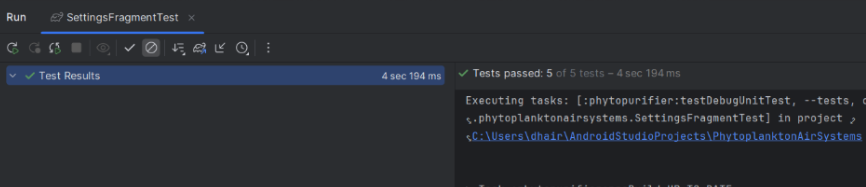 Run SettingsFragmentTest
Test Results 4 sec 194 ms
Tests passed: 5 of 5 tests – 4 sec 194 ms
Executing tasks: [:phytopurifier:testDebugUnitTest, --tests,
.phytoplanktonairsystems.SettingsFragmentTest] in project
C:\Users\dhair\AndroidStudioProjects\PhytoplanktonAirSystems